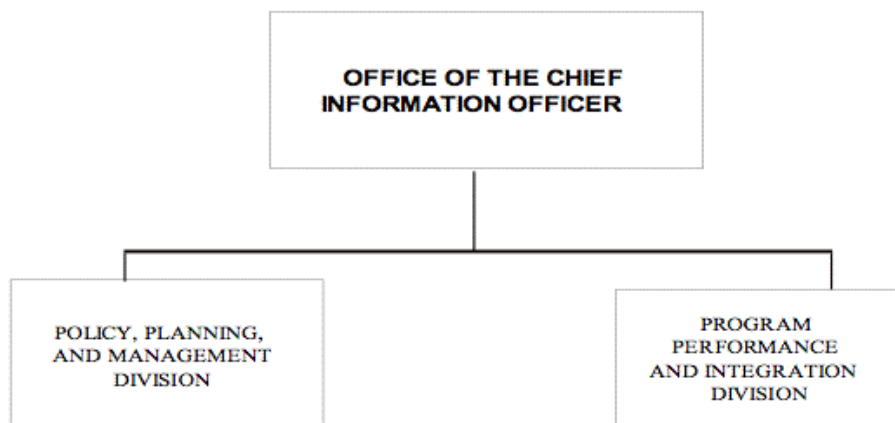 OFFICE OF THE CHIEF
INFORMATION OFFICER
POLICY, PLANNING,
AND MANAGEMENT
DIVISION
PROGRAM
PERFORMANCE
AND INTEGRATION
DIVISION